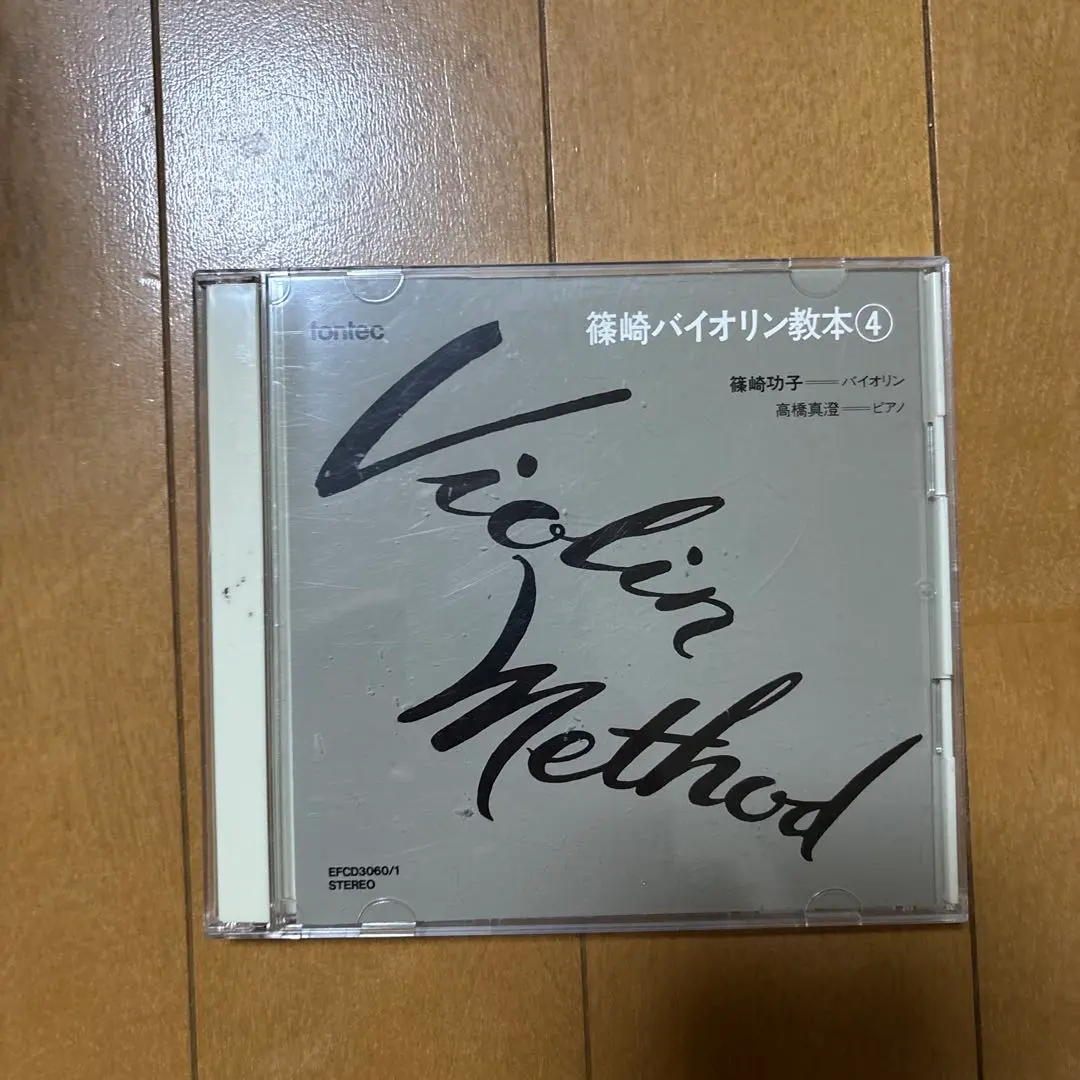 fontec
篠崎バイオリン教本④
篠崎功子══バイオリン
高橋真澄══ピアノ
Violin
Method
EFCD3060/1
STEREO